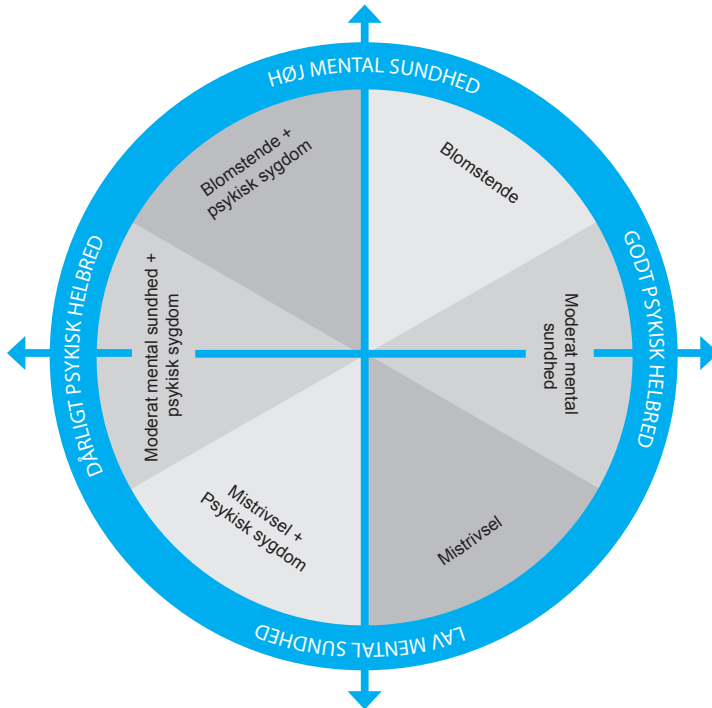 HØJ MENTAL SUNDHED
Blomstende +
psykisk sygdom
Blomstende
DÅRLIGT PSYKISK HELBRED
Moderat mental sundhed +
psykisk sygdom
Moderat mental
sundhed
GODT PSYKISK HELBRED
Mistrivsel +
Psykisk sygdom
Mistrivsel
LAV MENTAL SUNDHED